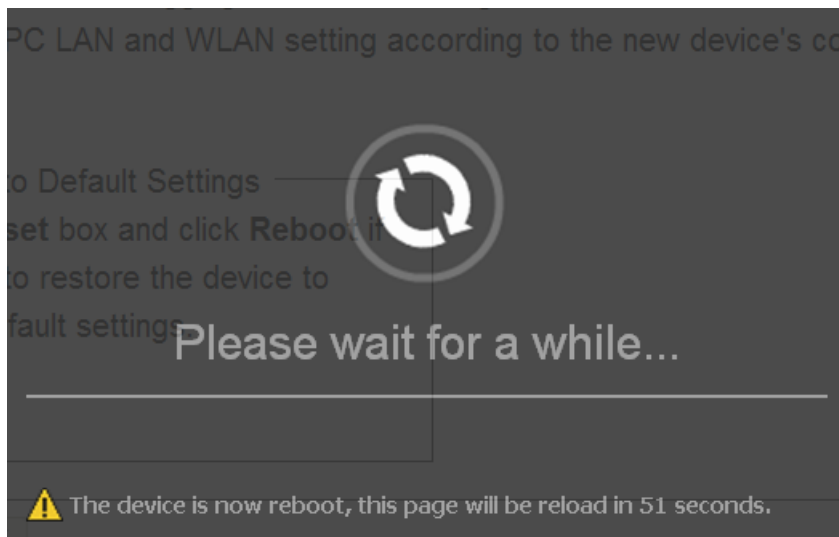 PC LAN and WLAN setting according to the new device's co
to Default Settings
set box and click Reboot if
to restore the device to
fault settings.
Please wait for a while...
The device is now reboot, this page will be reload in 51 seconds.